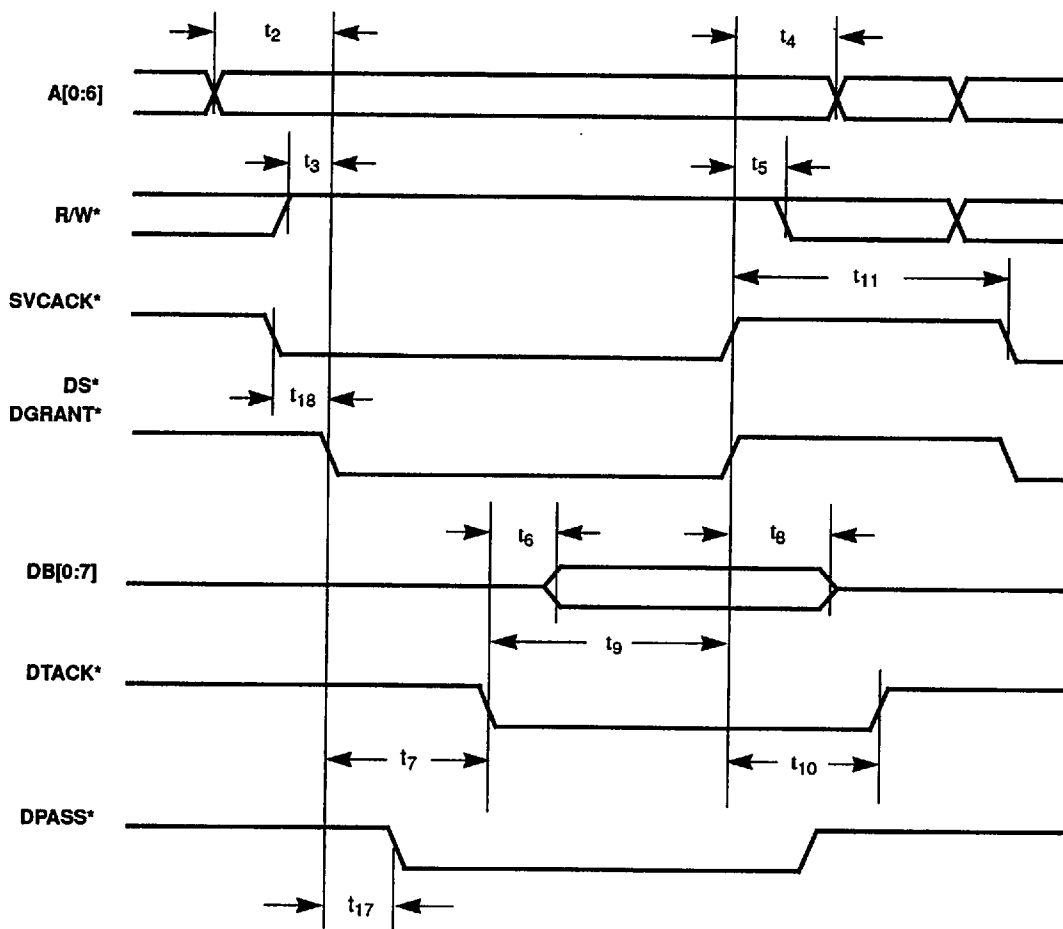 t2
t4
A[0:6]
t3
t5
R/W*
t11
SVCACK*
DS*
t18
DGRANT*
t6
t8
DB[0:7]
t9
DTACK*
t7
t10
DPASS*
t17